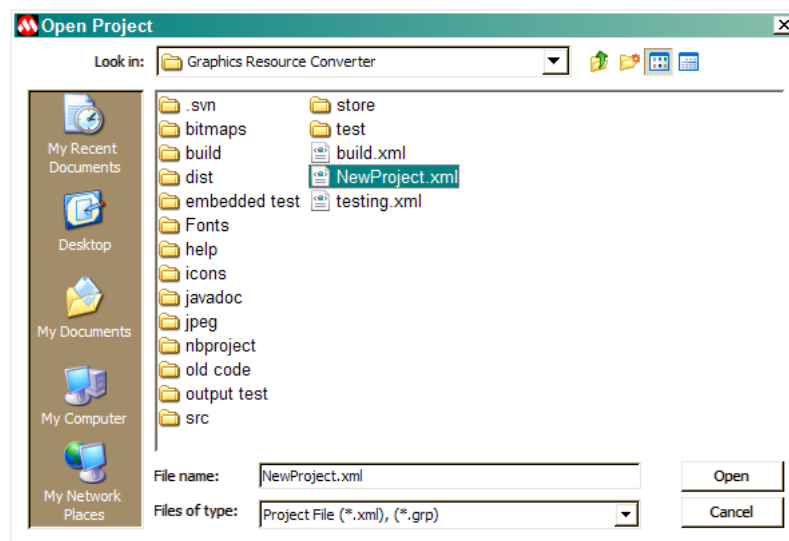 Open Project
Look in: Graphics Resource Converter
My Recent
Documents
Desktop
My Documents
My Computer
My Network
Places
.svn
bitmaps
build
dist
embedded test
Fonts
help
icons
javadoc
jpeg
nbproject
old code
output test
src
store
test
build.xml
NewProject.xml
testing.xml
File name: NewProject.xml Open
Files of type: Project File (*.xml), (*.grp) Cancel